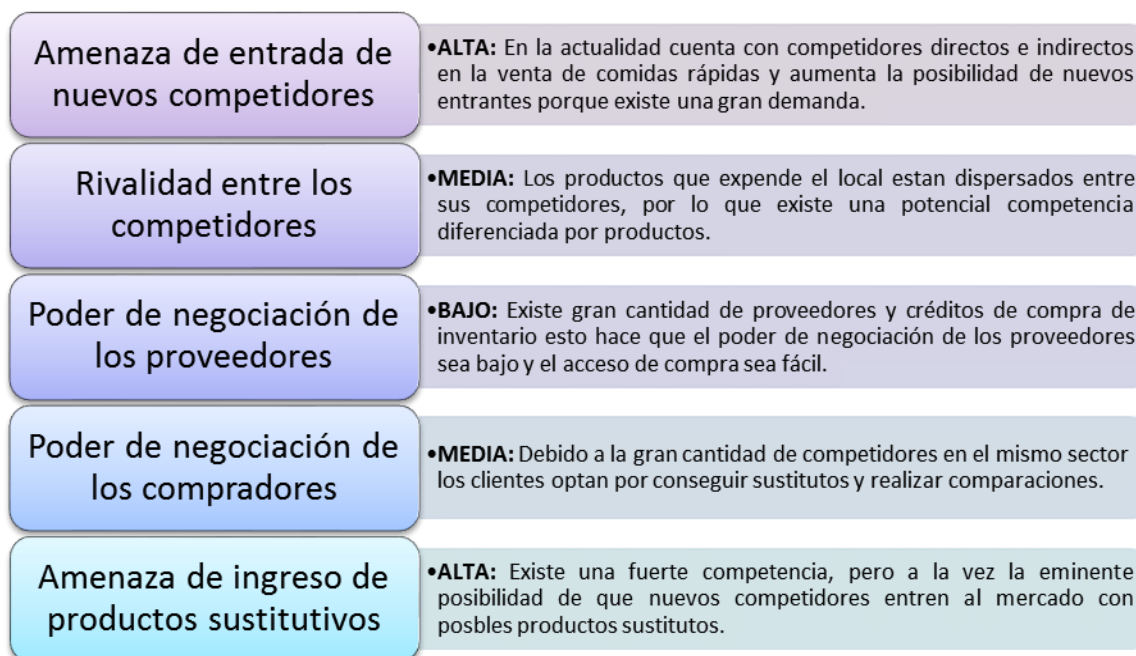 Amenaza de entrada de
nuevos competidores
•ALTA: En la actualidad cuenta con competidores directos e indirectos
en la venta de comidas rápidas y aumenta la posibilidad de nuevos
entrantes porque existe una gran demanda.
Rivalidad entre los
competidores
•MEDIA: Los productos que expende el local estan dispersados entre
sus competidores, por lo que existe una potencial competencia
diferenciada por productos.
Poder de negociación de
los proveedores
•BAJO: Existe gran cantidad de proveedores y créditos de compra de
inventario esto hace que el poder de negociación de los proveedores
sea bajo y el acceso de compra sea fácil.
Poder de negociación de
los compradores
•MEDIA: Debido a la gran cantidad de competidores en el mismo sector
los clientes optan por conseguir sustitutos y realizar comparaciones.
Amenaza de ingreso de
productos sustitutivos
•ALTA: Existe una fuerte competencia, pero a la vez la eminente
posibilidad de que nuevos competidores entren al mercado con
posbles productos sustitutos.